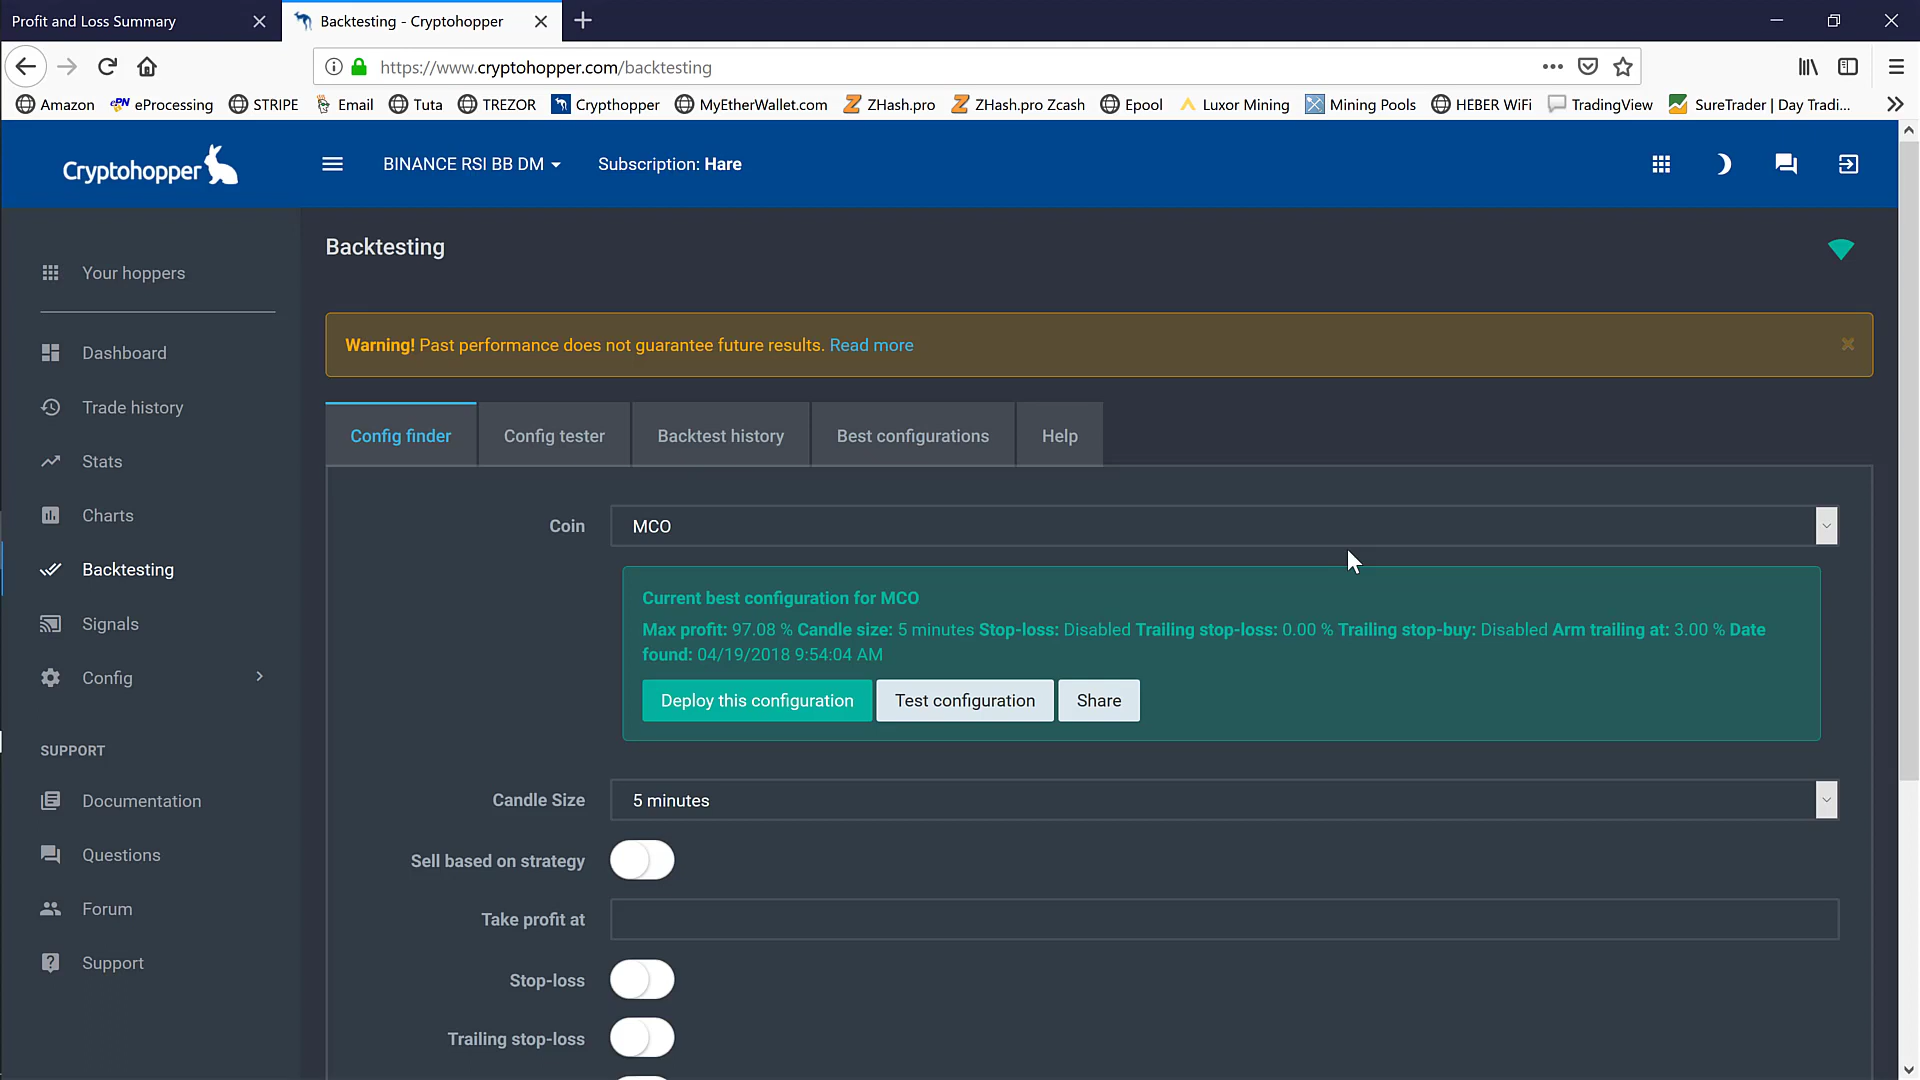 Profit and Loss Summary
Backtesting - Cryptohopper
https://www.cryptohopper.com/backtesting
Amazon
ePN eProcessing
STRIPE
Email
Tuta
TREZOR
Crypthopper
MyEtherWallet.com
ZHash.pro
ZHash.pro Zcash
Epool
Luxor Mining
Mining Pools
HEBER WiFi
TradingView
SureTrader | Day Tradi...
Cryptohopper
BINANCE RSI BB DM
Subscription: Hare
Your hoppers
Dashboard
Trade history
Stats
Charts
Backtesting
Signals
Config
SUPPORT
Documentation
Questions
Forum
Support
Backtesting
Warning! Past performance does not guarantee future results. Read more
Config finder
Config tester
Backtest history
Best configurations
Help
Coin
MCO
Current best configuration for MCO
Max profit: 97.08 % Candle size: 5 minutes Stop-loss: Disabled Trailing stop-loss: 0.00 % Trailing stop-buy: Disabled Arm trailing at: 3.00 % Date
found: 04/19/2018 9:54:04 AM
Deploy this configuration
Test configuration
Share
Candle Size
5 minutes
Sell based on strategy
Take profit at
Stop-loss
Trailing stop-loss